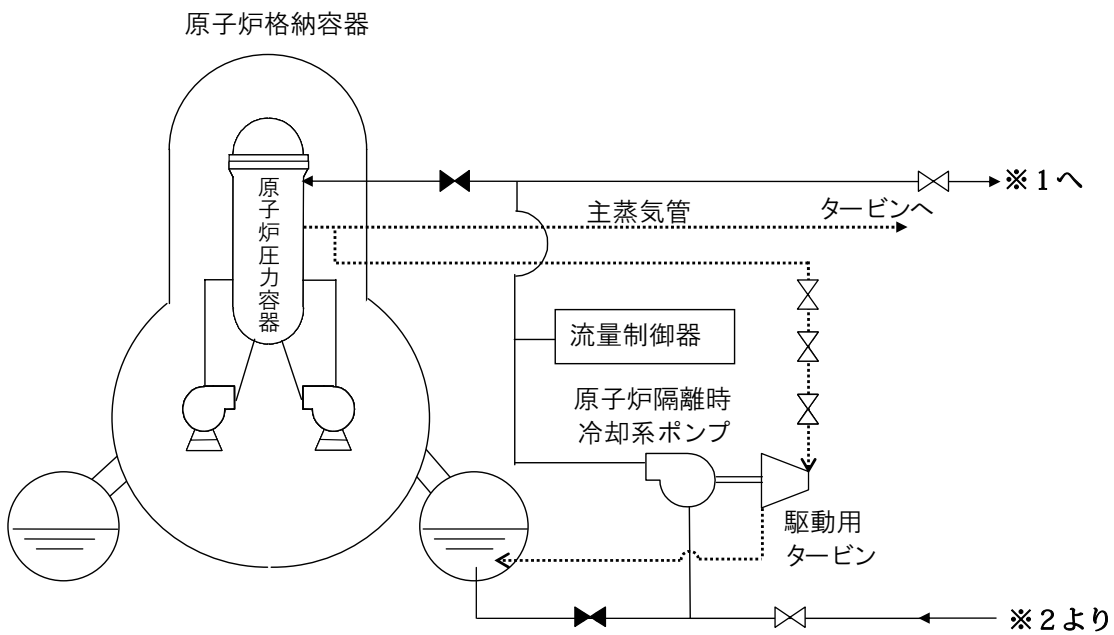 原子炉格納容器
原子炉圧力容器
※1へ
主蒸気管
タービンへ
流量制御器
原子炉隔離時
冷却系ポンプ
駆動用
タービン
※2より